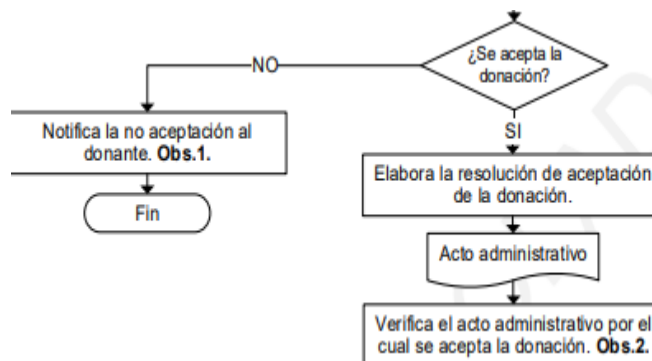 ¿Se acepta la
donación?
NO
SI
Notifica la no aceptación al
donante. Obs.1.
Fin
Elabora la resolución de aceptación
de la donación.
Acto administrativo
Verifica el acto administrativo por el
cual se acepta la donación. Obs.2.